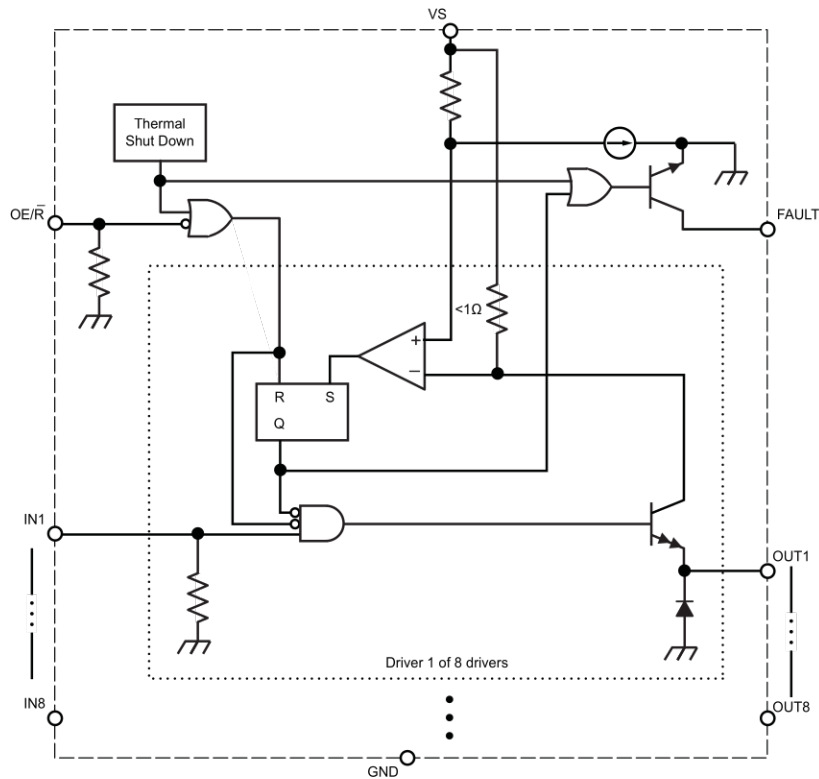 VS
Thermal
Shut Down
OE/R̅
FAULT
<1Ω
+
–
R S
Q
IN1
OUT1
Driver 1 of 8 drivers
IN8
OUT8
GND